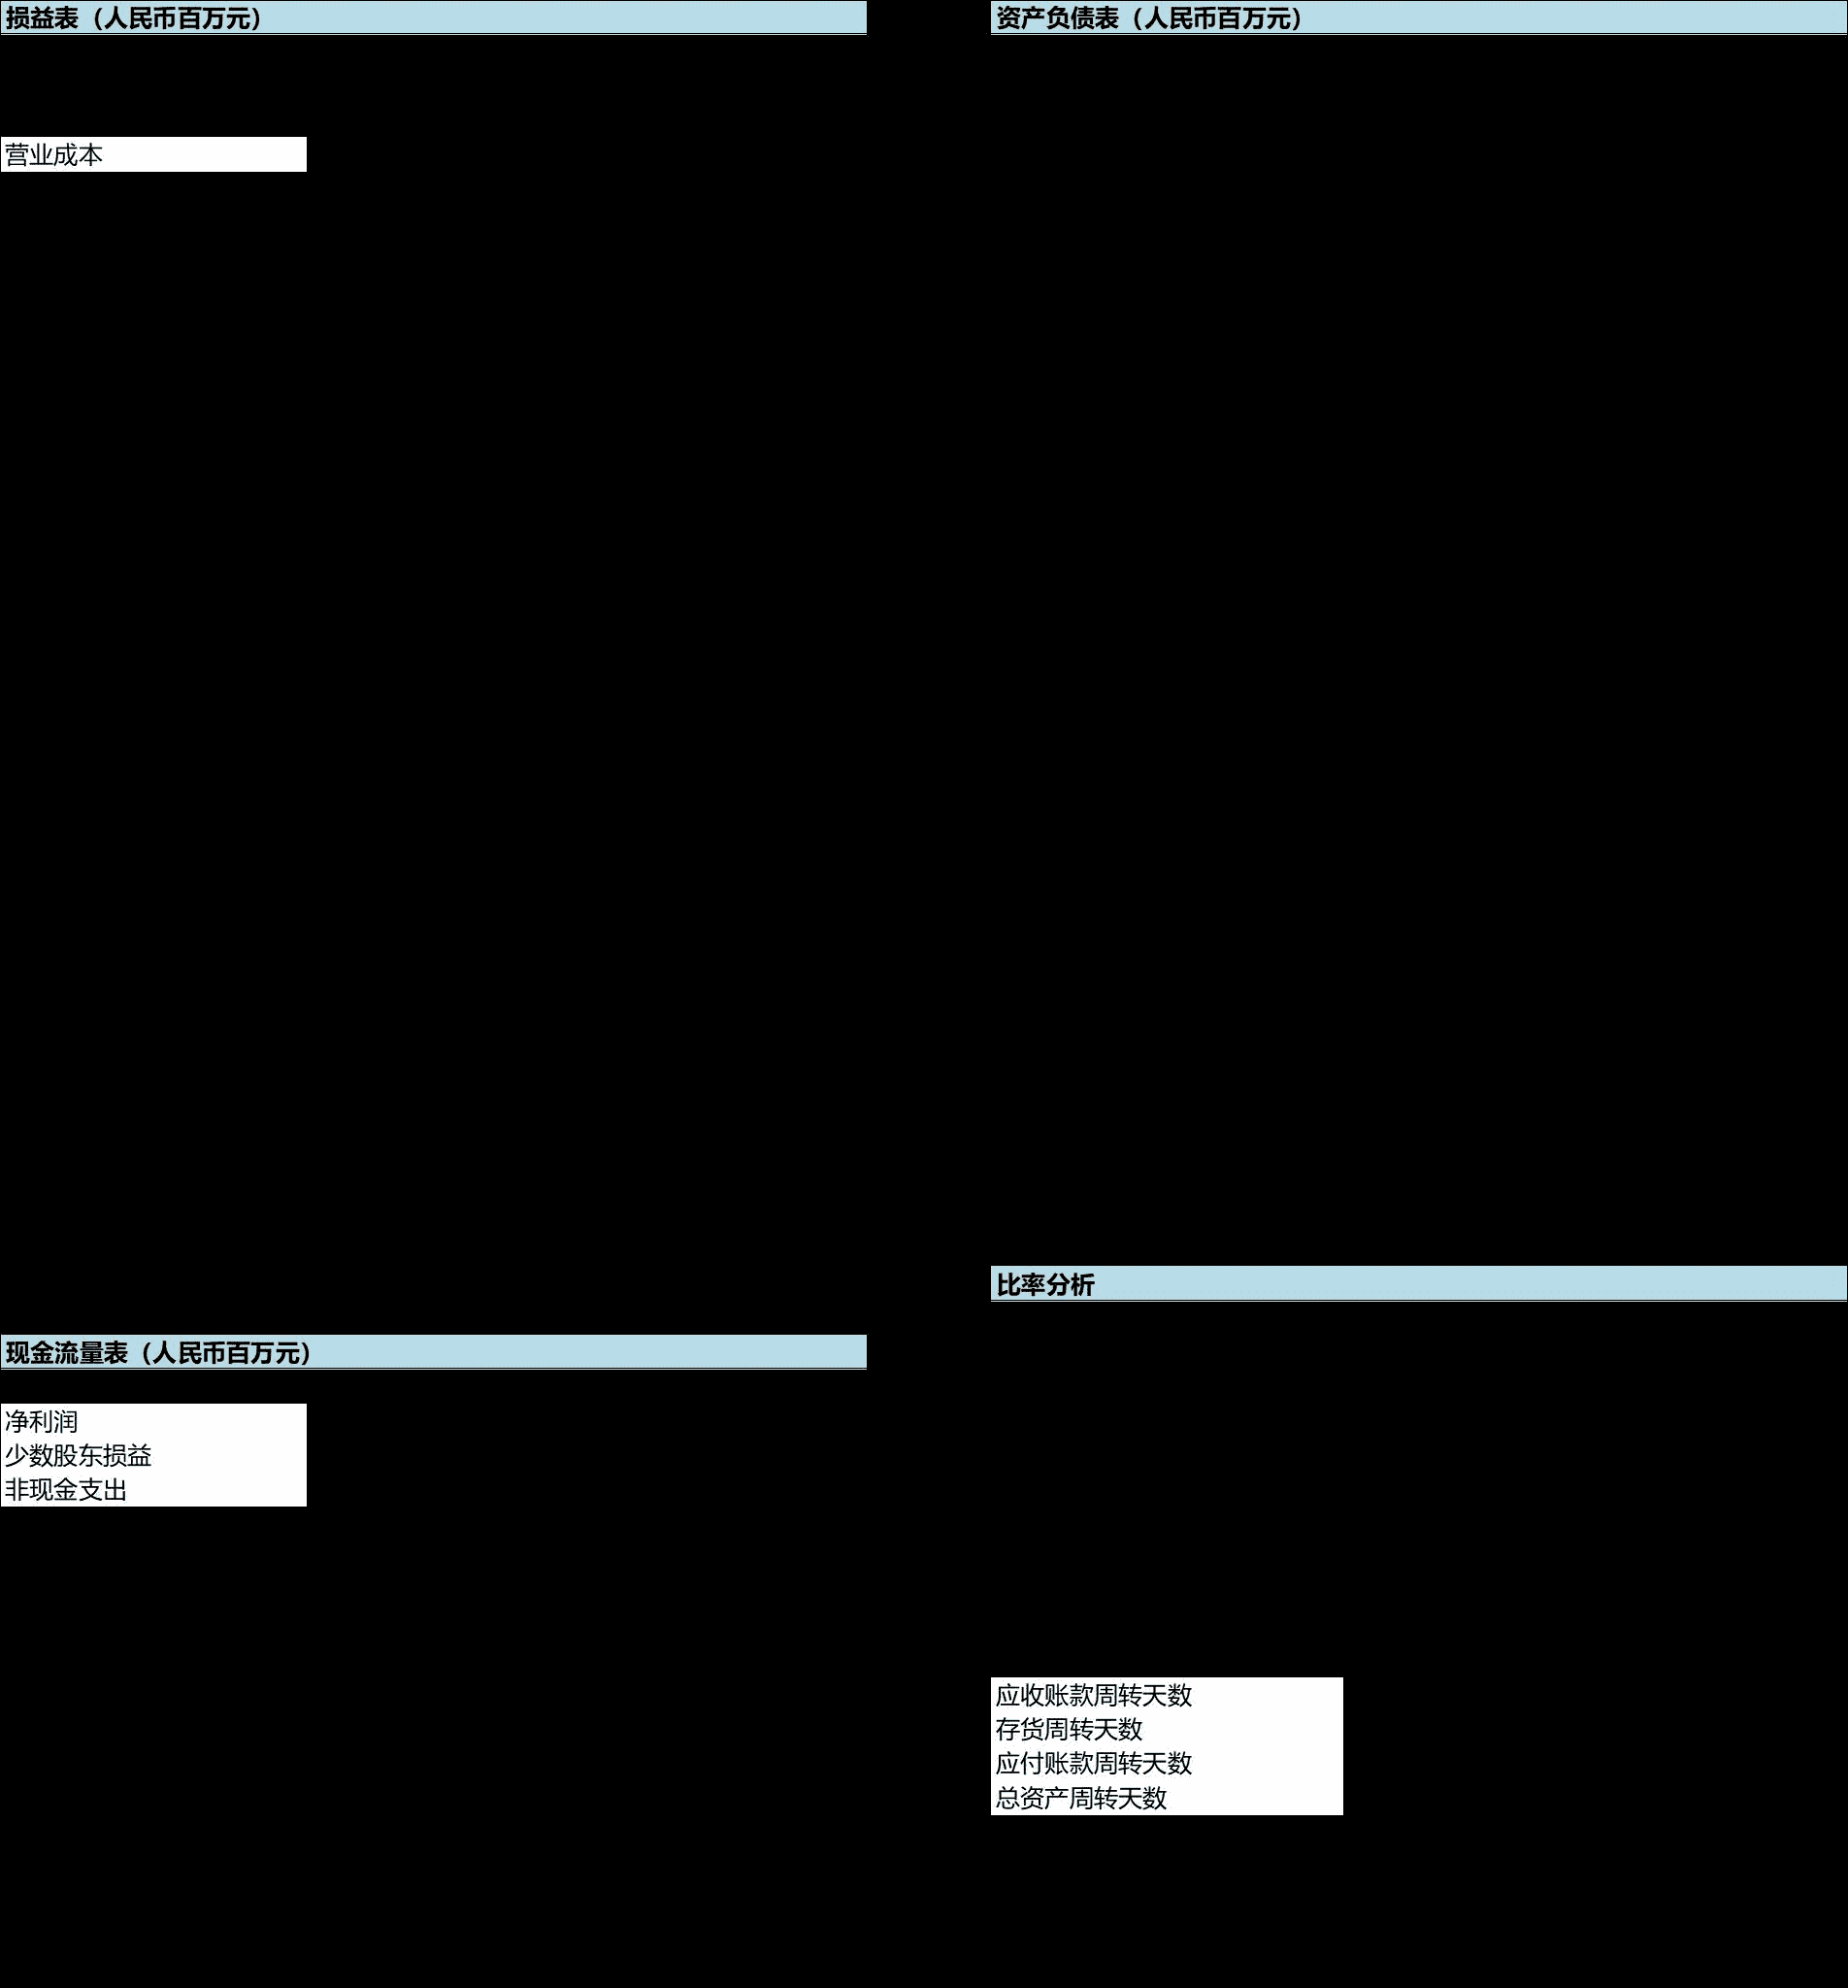 损益表（人民币百万元）
营业成本
现金流量表（人民币百万元）
净利润
少数股东损益
非现金支出
资产负债表（人民币百万元）
比率分析
应收账款周转天数
存货周转天数
应付账款周转天数
总资产周转天数